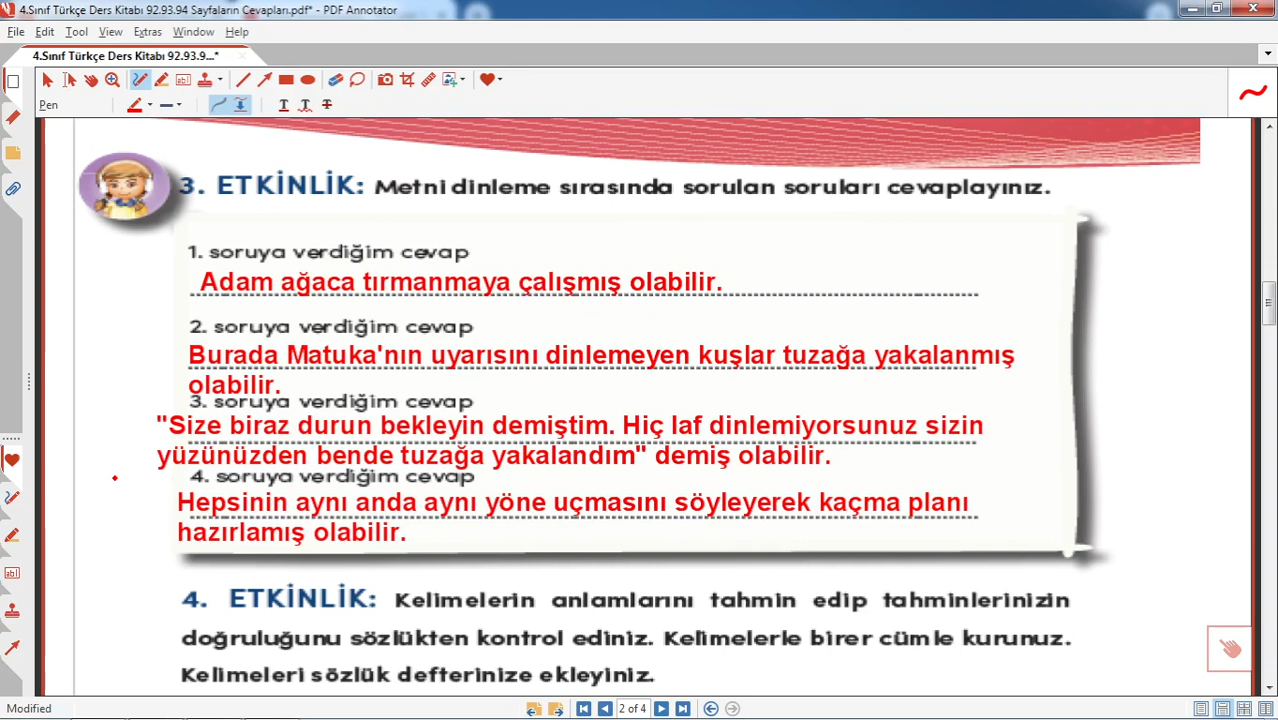 4.Sınıf Türkçe Ders Kitabı 92.93.94 Sayfaların Cevapları.pdf* - PDF Annotator
File Edit Tool View Extras Window Help
4.Sınıf Türkçe Ders Kitabı 92.93.9...*
Pen
3. ETKİNLİK: Metni dinleme sırasında sorulan soruları cevaplayınız.
1. soruya verdiğim cevap
Adam ağaca tırmanmaya çalışmış olabilir.
2. soruya verdiğim cevap
Burada Matuka'nın uyarısını dinlemeyen kuşlar tuzağa yakalanmış
olabilir.
3. soruya verdiğim cevap
"Size biraz durun bekleyin demiştim. Hiç laf dinlemiyorsunuz sizin
yüzünüzden bende tuzağa yakalandım" demiş olabilir.
4. soruya verdiğim cevap
Hepsinin aynı anda aynı yöne uçmasını söyleyerek kaçma planı
hazırlamış olabilir.
4. ETKİNLİK: Kelimelerin anlamlarını tahmin edip tahminlerinizin
doğruluğunu sözlükten kontrol ediniz. Kelimelerle birer cümle kurunuz.
Kelimeleri sözlük defterinize ekleyiniz.
Modified
2 of 4